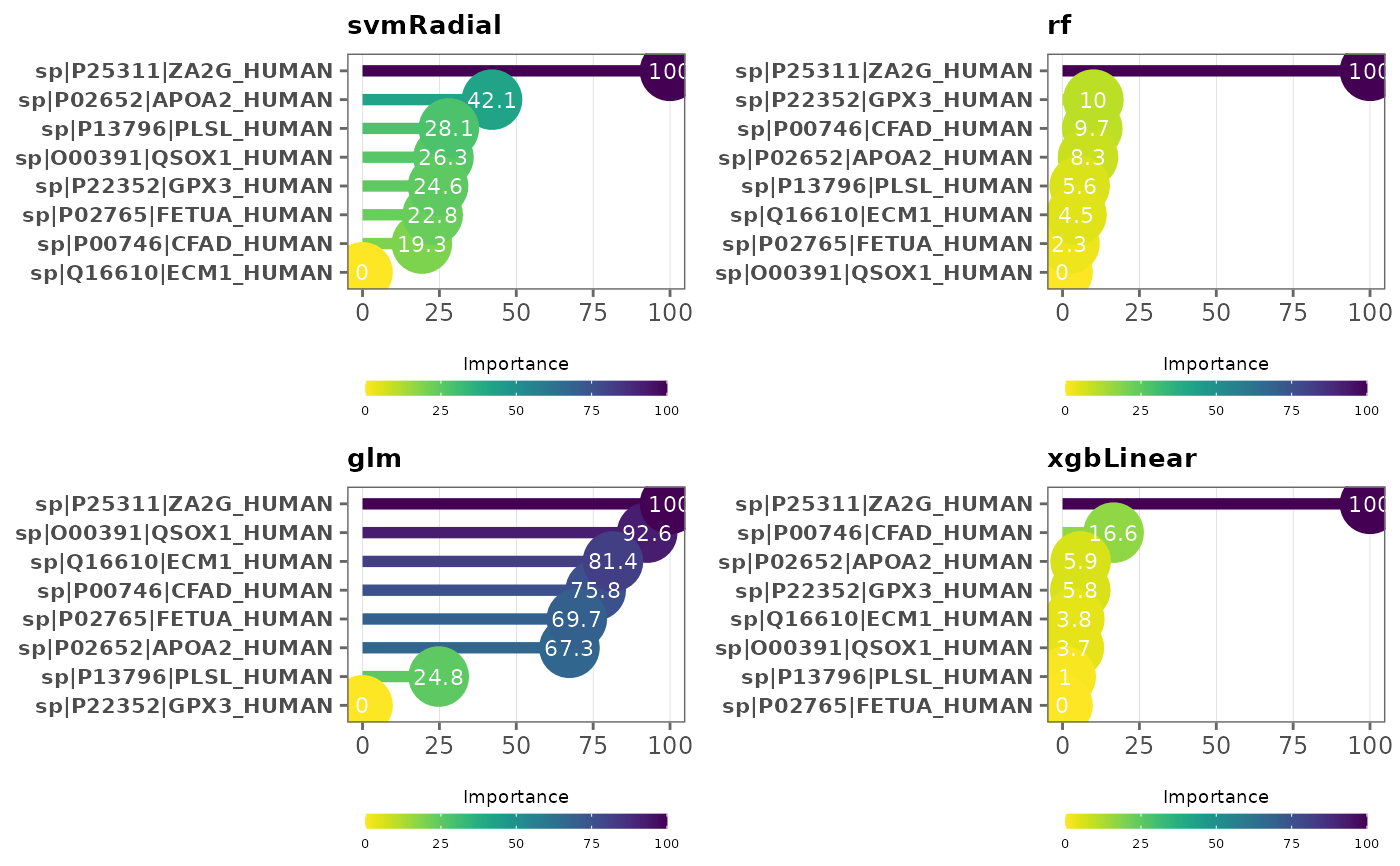 svmRadial
sp|P25311|ZA2G_HUMAN 100
sp|P02652|APOA2_HUMAN 42.1
sp|P13796|PLSL_HUMAN 28.1
sp|O00391|QSOX1_HUMAN 26.3
sp|P22352|GPX3_HUMAN 24.6
sp|P02765|FETUA_HUMAN 22.8
sp|P00746|CFAD_HUMAN 19.3
sp|Q16610|ECM1_HUMAN 0
0 25 50 75 100
Importance
0 25 50 75 100
rf
sp|P25311|ZA2G_HUMAN 100
sp|P22352|GPX3_HUMAN 10
sp|P00746|CFAD_HUMAN 9.7
sp|P02652|APOA2_HUMAN 8.3
sp|P13796|PLSL_HUMAN 5.6
sp|Q16610|ECM1_HUMAN 4.5
sp|P02765|FETUA_HUMAN 2.3
sp|O00391|QSOX1_HUMAN 0
0 25 50 75 100
Importance
0 25 50 75 100
glm
sp|P25311|ZA2G_HUMAN 100
sp|O00391|QSOX1_HUMAN 92.6
sp|Q16610|ECM1_HUMAN 81.4
sp|P00746|CFAD_HUMAN 75.8
sp|P02765|FETUA_HUMAN 69.7
sp|P02652|APOA2_HUMAN 67.3
sp|P13796|PLSL_HUMAN 24.8
sp|P22352|GPX3_HUMAN 0
0 25 50 75 100
Importance
0 25 50 75 100
xgbLinear
sp|P25311|ZA2G_HUMAN 100
sp|P00746|CFAD_HUMAN 16.6
sp|P02652|APOA2_HUMAN 5.9
sp|P22352|GPX3_HUMAN 5.8
sp|Q16610|ECM1_HUMAN 3.8
sp|O00391|QSOX1_HUMAN 3.7
sp|P13796|PLSL_HUMAN 1
sp|P02765|FETUA_HUMAN 0
0 25 50 75 100
Importance
0 25 50 75 100